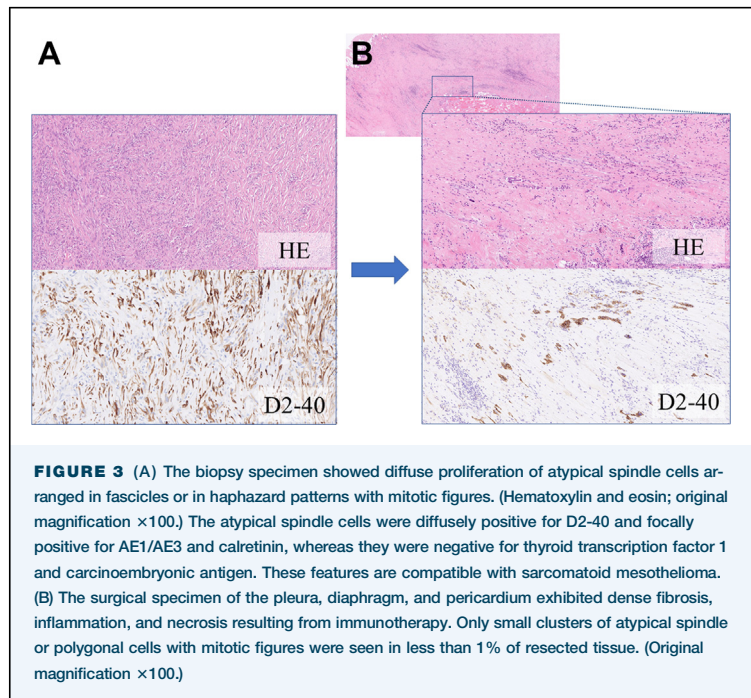 A
B
HE
D2-40
HE
D2-40
FIGURE 3 (A) The biopsy specimen showed diffuse proliferation of atypical spindle cells ar-
ranged in fascicles or in haphazard patterns with mitotic figures. (Hematoxylin and eosin; original
magnification ×100.) The atypical spindle cells were diffusely positive for D2-40 and focally
positive for AE1/AE3 and calretinin, whereas they were negative for thyroid transcription factor 1
and carcinoembryonic antigen. These features are compatible with sarcomatoid mesothelioma.
(B) The surgical specimen of the pleura, diaphragm, and pericardium exhibited dense fibrosis,
inflammation, and necrosis resulting from immunotherapy. Only small clusters of atypical spindle
or polygonal cells with mitotic figures were seen in less than 1% of resected tissue. (Original
magnification ×100.)